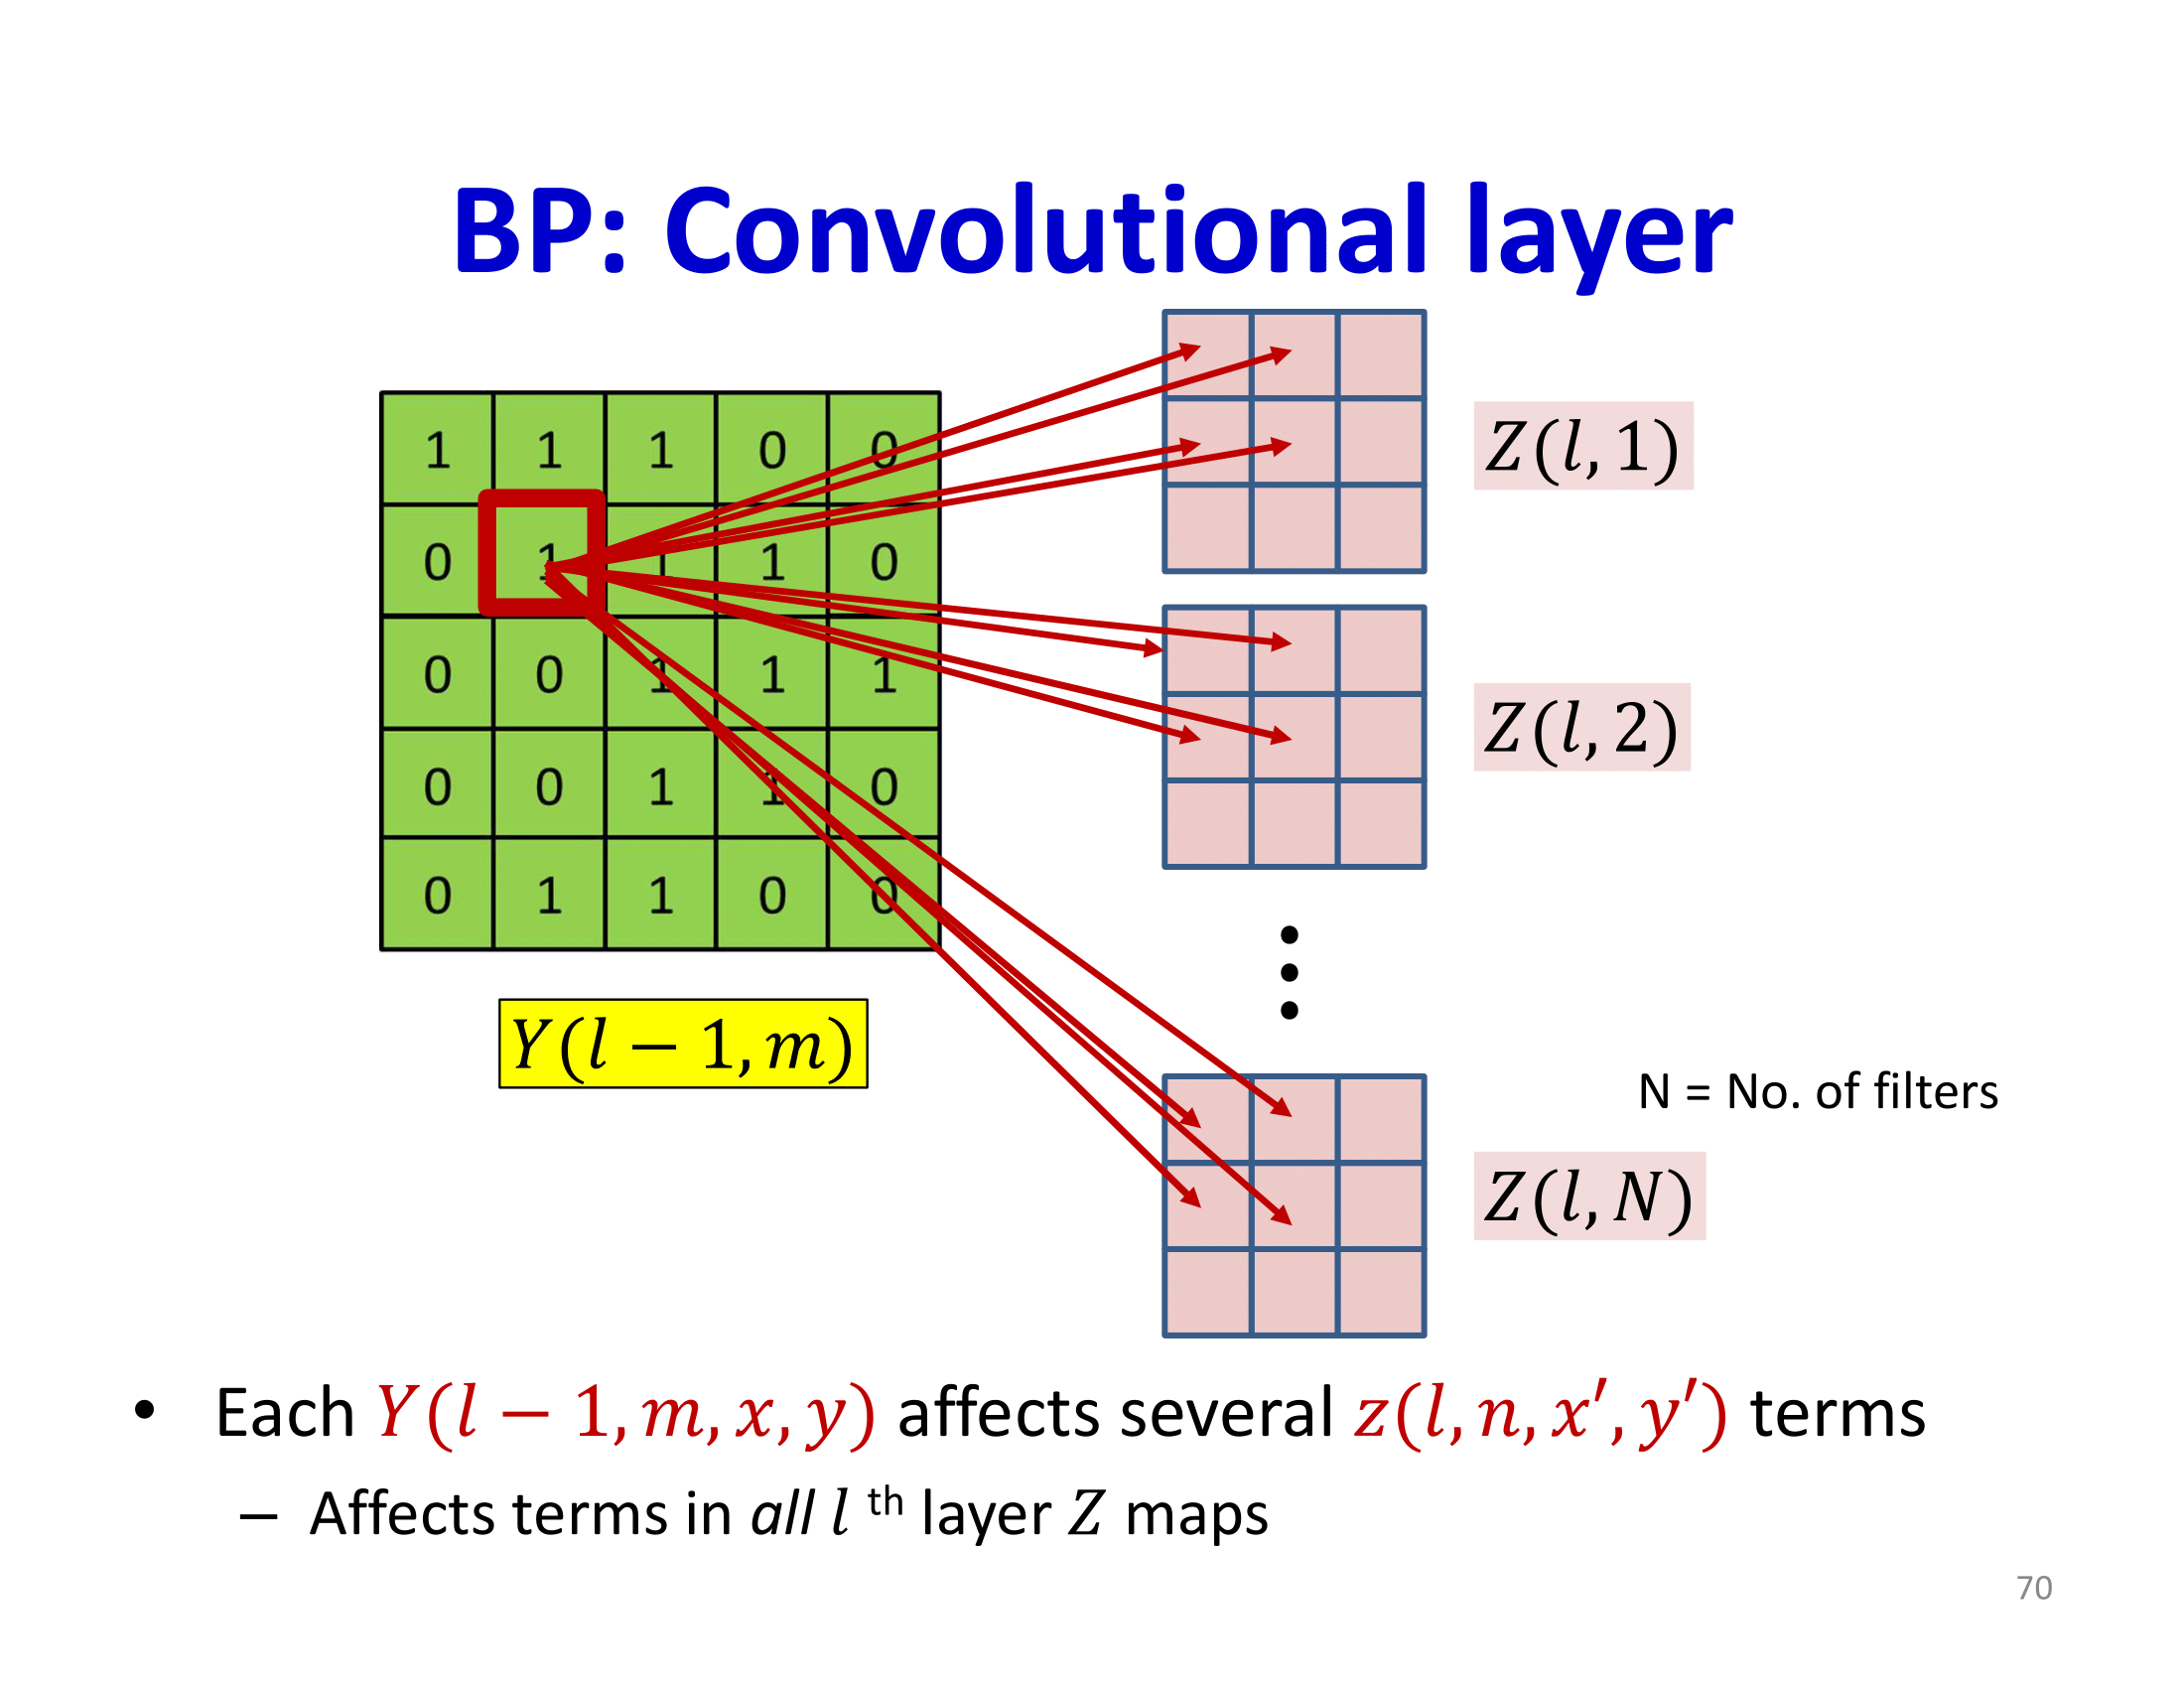 BP: Convolutional layer
1 1 1 0 0
0 1 1 1 0
0 0 1 1 1
0 0 1 1 0
0 1 1 0 0
Y(l − 1, m)
Z(l, 1)
Z(l, 2)
N = No. of filters
Z(l, N)
• Each Y(l − 1, m, x, y) affects several z(l, n, x′, y′) terms
– Affects terms in all l th layer Z maps
70